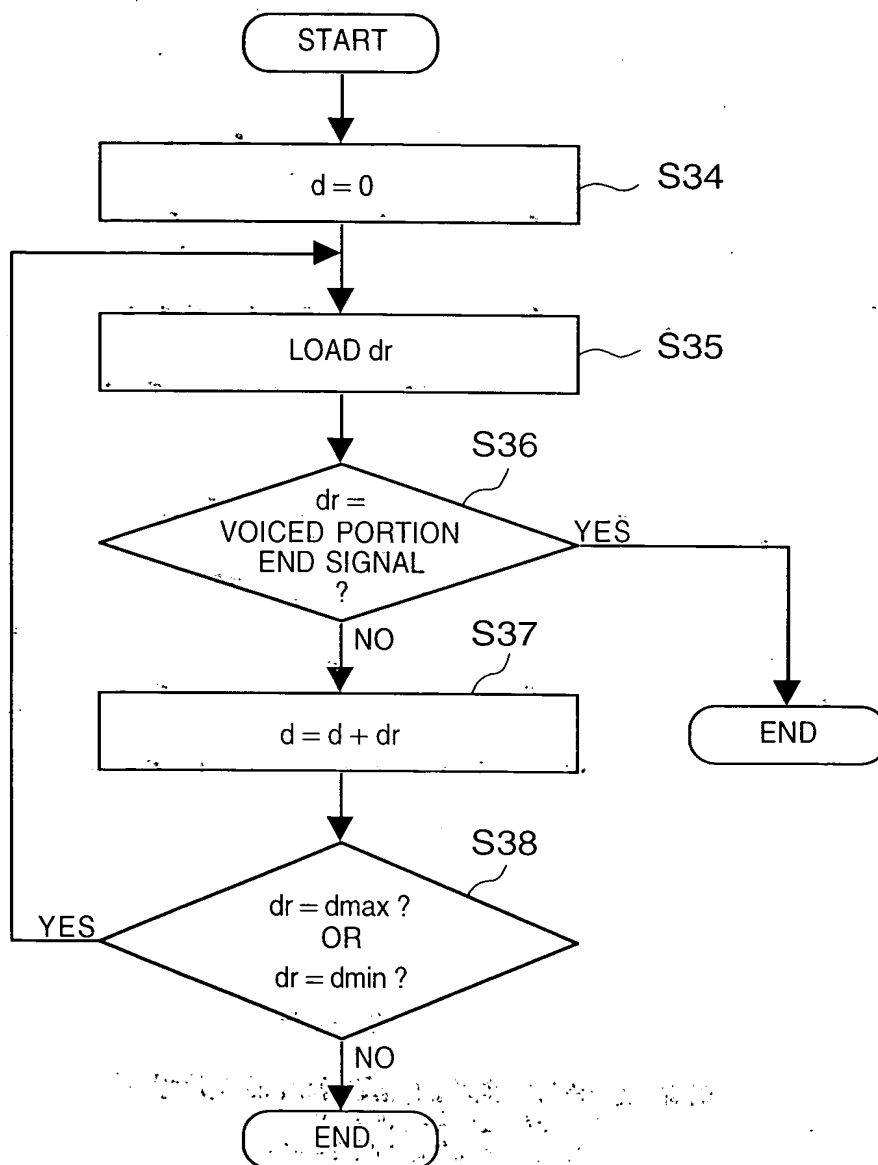 START
d = 0
S34
LOAD dr
S35
S36
dr =
VOICED PORTION
END SIGNAL
?
YES
NO
S37
d = d + dr
END
S38
dr = dmax ?
OR
dr = dmin ?
YES
NO
END